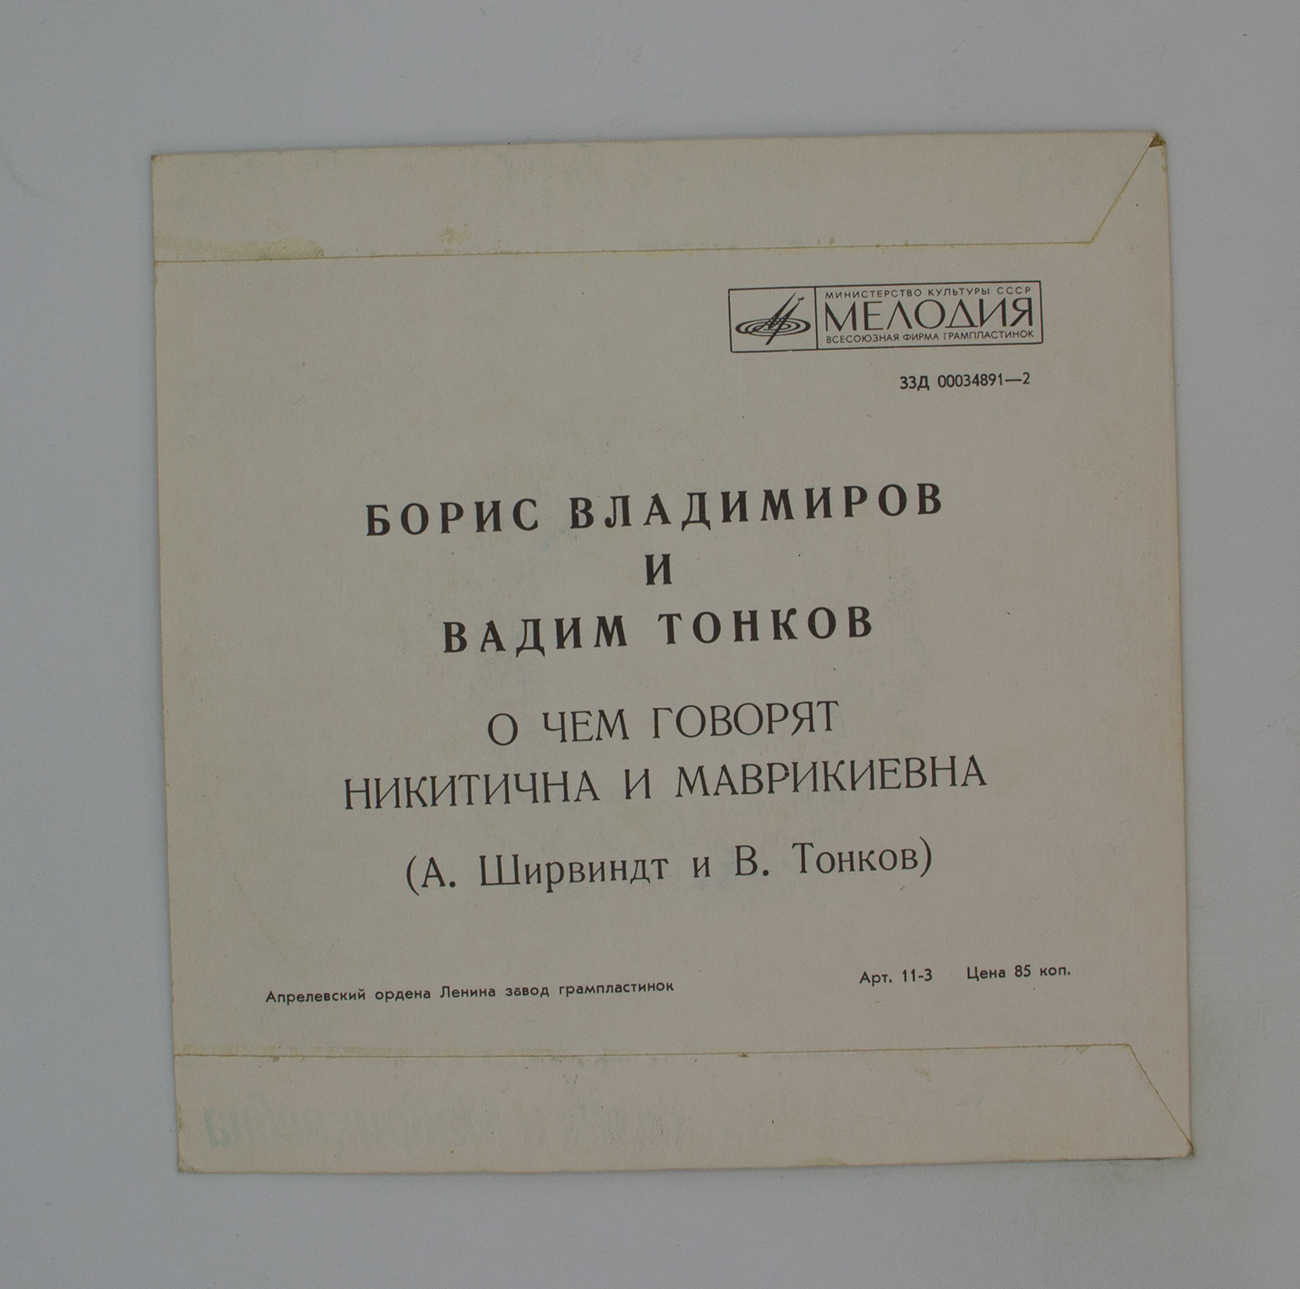 МИНИСТЕРСТВО КУЛЬТУРЫ СССР
МЕЛОДИЯ
ВСЕСОЮЗНАЯ ФИРМА ГРАМПЛАСТИНОК
33Д 00034891—2
БОРИС ВЛАДИМИРОВ
И
ВАДИМ ТОНКОВ
О ЧЕМ ГОВОРЯТ
НИКИТИЧНА И МАВРИКИЕВНА
(А. Ширвиндт и В. Тонков)
Апрелевский ордена Ленина завод грампластинок
Арт. 11-3 Цена 85 коп.